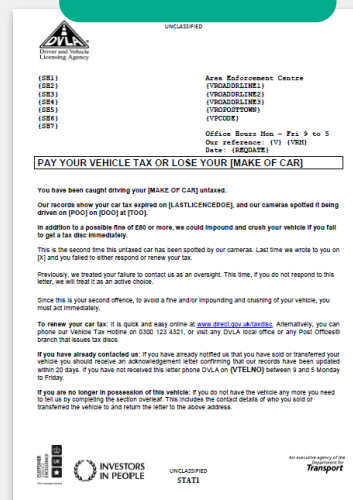 UNCLASSIFIED
DVLA
Driver and Vehicle
Licensing Agency
{SH1}
{SH2}
{SH3}
{SH4}
{SH5}
{SH6}
{SH7}
Area Enforcement Centre
{VROADDRLINE1}
{VROADDRLINE2}
{VROADDRLINE3}
{VROPOSTTOWN}
{VPCODE}
Office Hours Mon - Fri 9 to 5
Our reference: {V} {VRM}
Date: {REQDATE}
PAY YOUR VEHICLE TAX OR LOSE YOUR [MAKE OF CAR]
You have been caught driving your [MAKE OF CAR] untaxed.
Our records show your car tax expired on [LASTLICENCEDOE], and our cameras spotted it being
driven on [POO] on [DOO] at [TOO].
In addition to a possible fine of £80 or more, we could impound and crush your vehicle if you fail
to get a tax disc immediately.
This is the second time this untaxed car has been spotted by our cameras. Last time we wrote to you on
[X] and you failed to either respond or renew your tax.
Previously, we treated your failure to contact us as an oversight. This time, if you do not respond to this
letter, we will treat it as an active choice.
Since this is your second offence, to avoid a fine and/or impounding and crushing of your vehicle, you
must act immediately.
To renew your car tax: It is quick and easy online at www.direct.gov.uk/taxdisc. Alternatively, you can
phone our Vehicle Tax Hotline on 0300 123 4321, or visit any DVLA local office or any Post Offices®
branch that issues tax discs.
If you have already contacted us: If you have already notified us that you have sold or transferred your
vehicle you should receive an acknowledgement letter confirming that our records have been updated
within 20 days. If you have not received this letter phone DVLA on {VTELNO} between 9 and 5 Monday
to Friday.
If you are no longer in possession of this vehicle: If you do not have the vehicle any more you need
to tell us by completing the section overleaf. This includes the contact details of who you sold or
transferred the vehicle to and return the letter to the above address.
CUSTOMER
EXCELLENCE
INVESTORS
IN PEOPLE
UNCLASSIFIED
STAT1
An executive agency of the
Department for
Transport